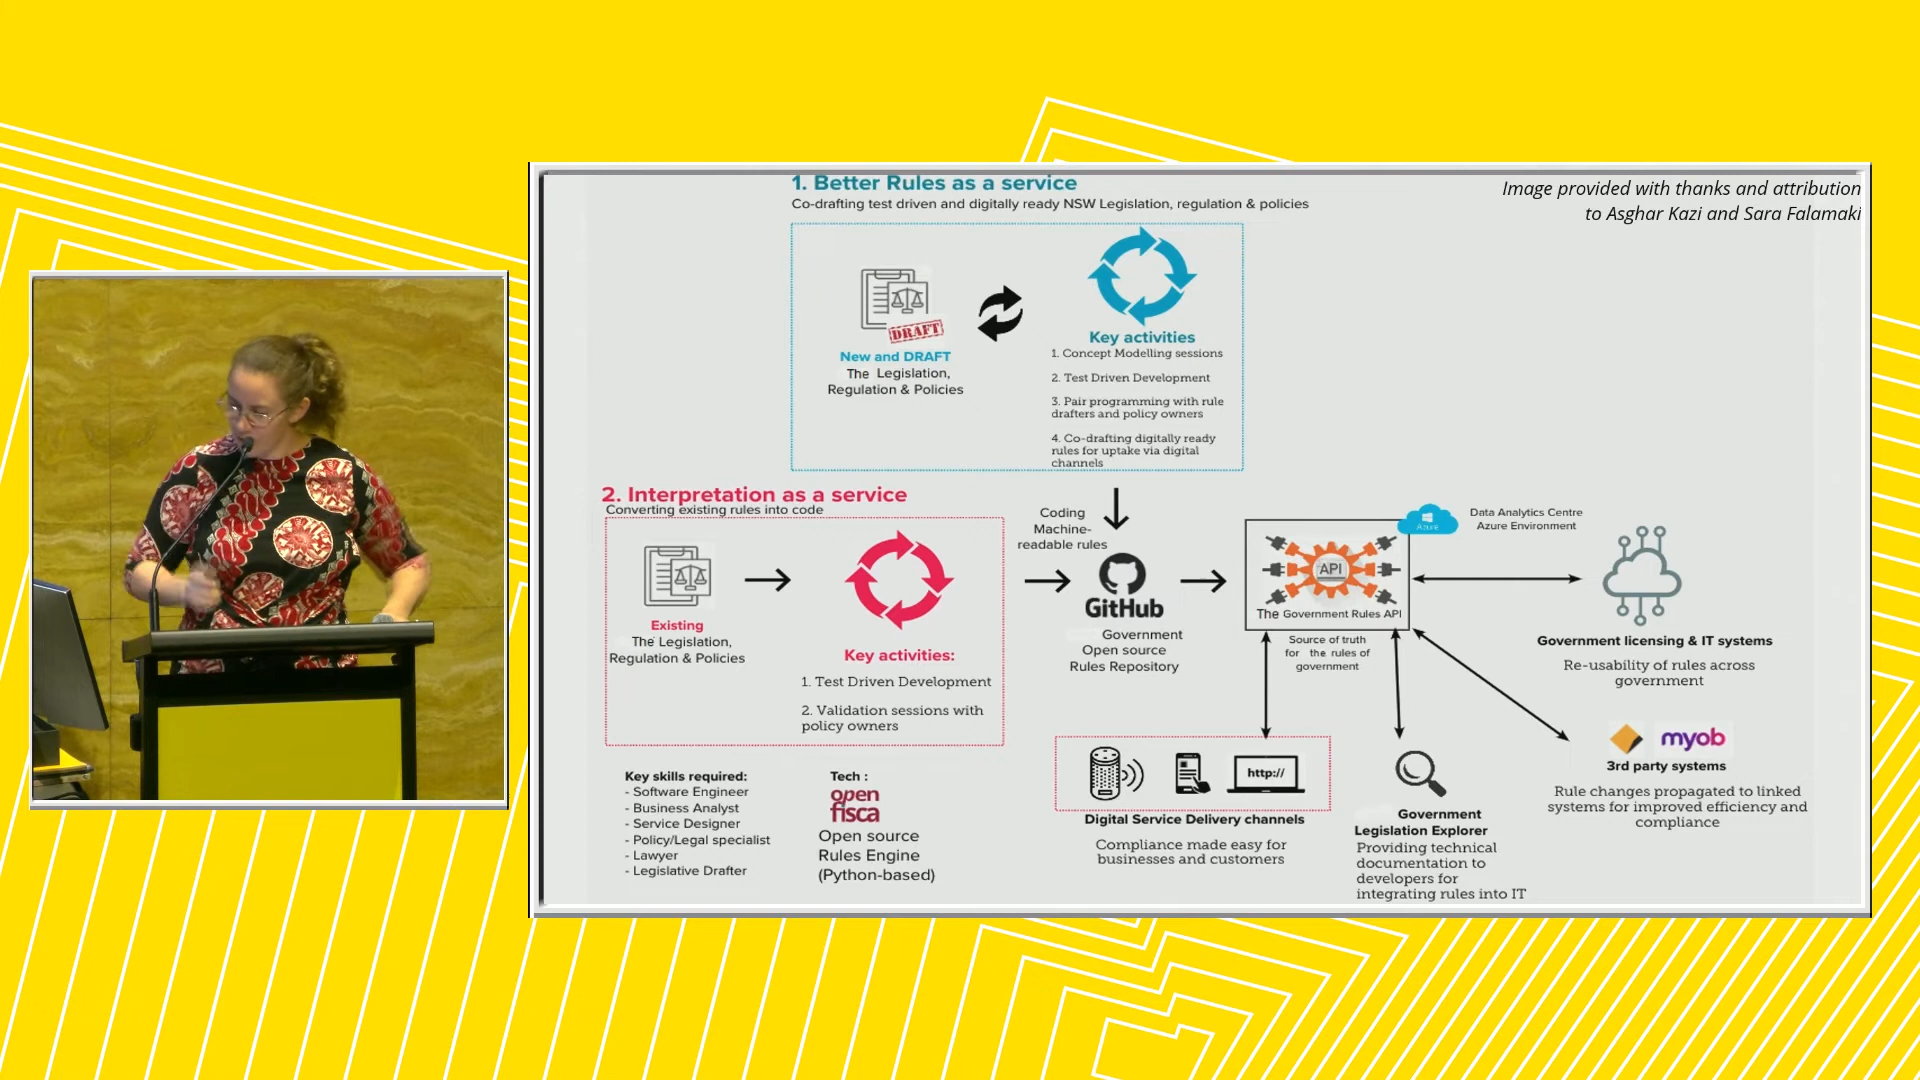 Image provided with thanks and attribution
to Asghar Kazi and Sara Falamaki
1. Better Rules as a service
Co-drafting test driven and digitally ready NSW Legislation, regulation & policies
DRAFT
New and DRAFT
The Legislation,
Regulation & Policies
Key activities
1. Concept Modelling sessions
2. Test Driven Development
3. Pair programming with rule
drafters and policy owners
4. Co-drafting digitally ready
rules for uptake via digital
channels
2. Interpretation as a service
Converting existing rules into code
Existing
The Legislation,
Regulation & Policies
Key activities:
1. Test Driven Development
2. Validation sessions with
policy owners
Coding
Machine-
readable rules
GitHub
Government
Open source
Rules Repository
API
The Government Rules API
Source of truth
for the rules of
government
Azure
Data Analytics Centre
Azure Environment
Government licensing & IT systems
Re-usability of rules across
government
myob
3rd party systems
Rule changes propagated to linked
systems for improved efficiency and
compliance
Key skills required:
- Software Engineer
- Business Analyst
- Service Designer
- Policy/Legal specialist
- Lawyer
- Legislative Drafter
Tech :
open
fisca
Open source
Rules Engine
(Python-based)
http://
Digital Service Delivery channels
Compliance made easy for
businesses and customers
Government
Legislation Explorer
Providing technical
documentation to
developers for
integrating rules into IT